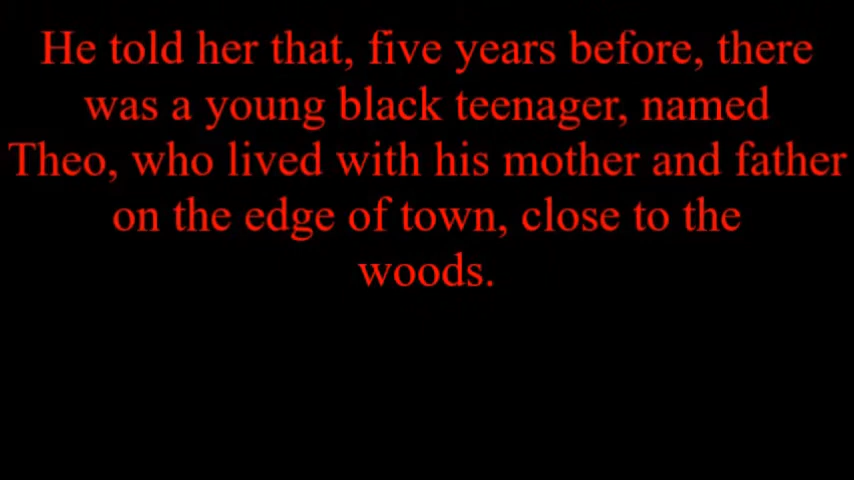 He told her that, five years before, there
was a young black teenager, named
Theo, who lived with his mother and father
on the edge of town, close to the
woods.